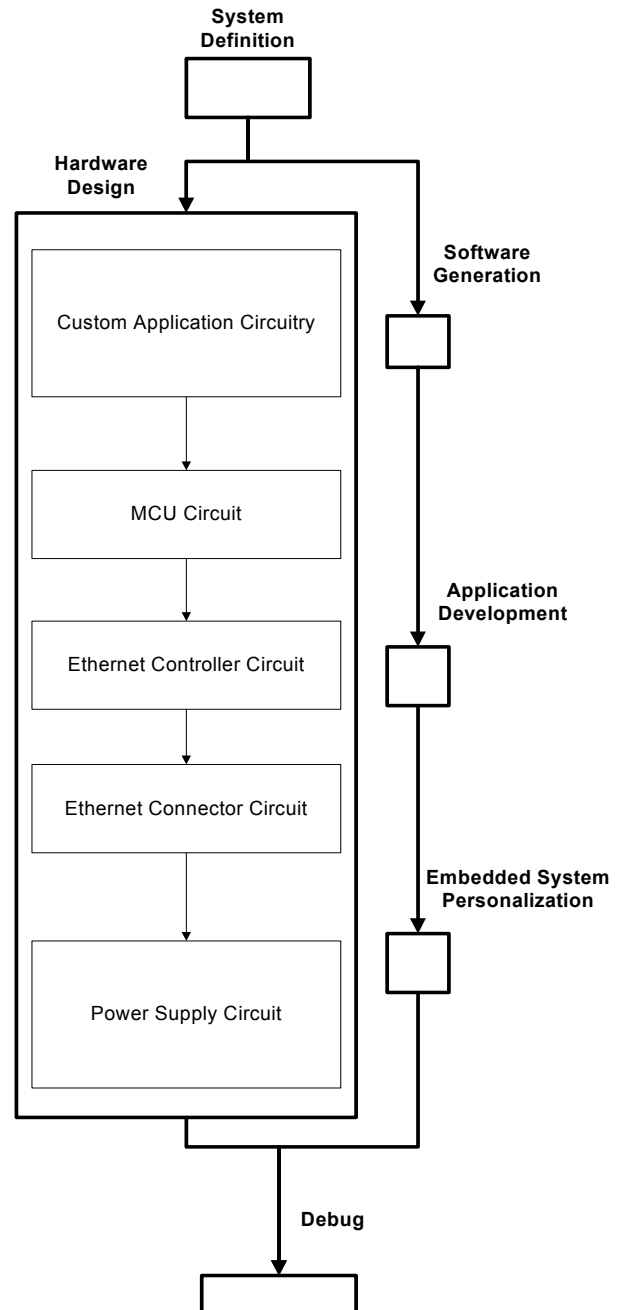 System
Definition
Hardware
Design
Custom Application Circuitry
MCU Circuit
Ethernet Controller Circuit
Ethernet Connector Circuit
Power Supply Circuit
Software
Generation
Application
Development
Embedded System
Personalization
Debug